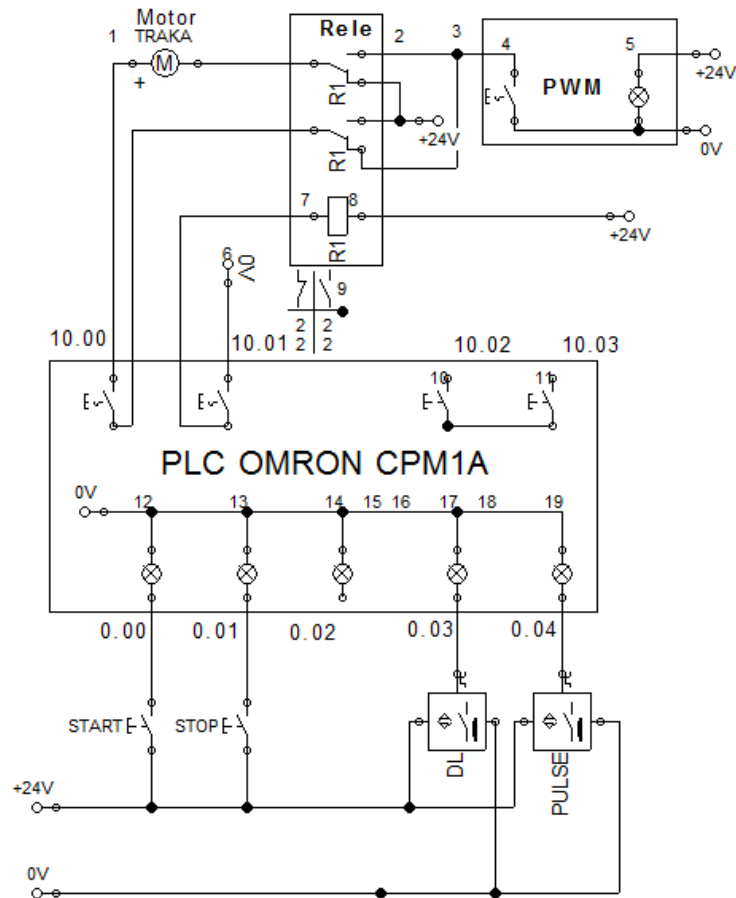 Motor
TRAKA
1
M
+
Rele
2
3
4
5
+24V
PWM
0V
R1
+24V
R1
7
8
R1
+24V
6
0V
9
2 2
2 2
10.00
10.01
10.02
10.03
10
11
PLC OMRON CPM1A
0V
12
13
14
15
16
17
18
19
0.00
0.01
0.02
0.03
0.04
START
STOP
DL
PULSE
+24V
0V